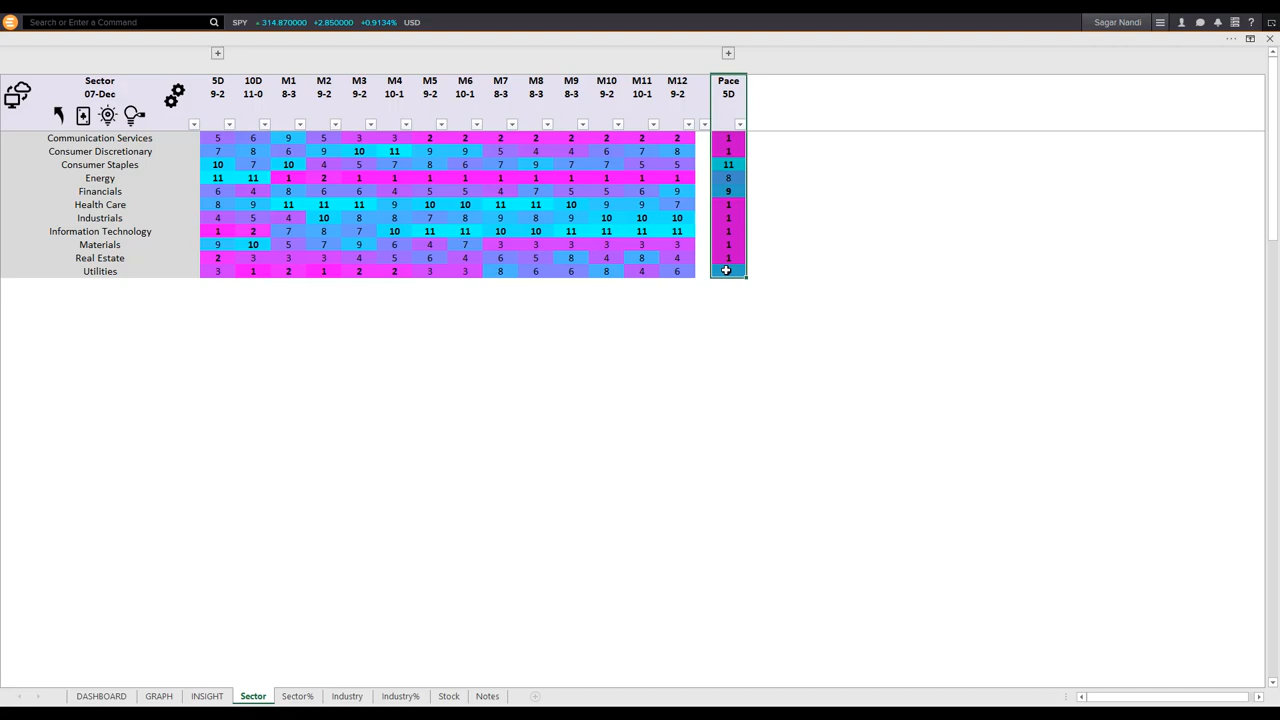 Search or Enter a Command SPY 314.870000 +2.850000 +0.9134% USD Sagar Nandi
Sector 5D 10D M1 M2 M3 M4 M5 M6 M7 M8 M9 M10 M11 M12 Pace
07-Dec 9-2 11-0 8-3 9-2 9-2 10-1 9-2 10-1 8-3 8-3 8-3 9-2 10-1 9-2 5D
Communication Services 5 6 9 5 3 3 2 2 2 2 2 2 2 2 1
Consumer Discretionary 7 8 6 9 10 11 9 9 5 4 4 6 7 8 1
Consumer Staples 10 7 10 4 5 7 8 6 7 9 7 7 5 5 11
Energy 11 11 1 2 1 1 1 1 1 1 1 1 1 1 8
Financials 6 4 8 6 6 4 5 5 4 7 5 5 6 9 9
Health Care 8 9 11 11 11 9 10 10 11 11 10 9 9 7 1
Industrials 4 5 4 10 8 8 7 8 9 8 9 10 10 10 1
Information Technology 1 2 7 8 7 10 11 11 10 10 11 11 11 11 1
Materials 9 10 5 7 9 6 4 7 3 3 3 3 3 3 1
Real Estate 2 3 3 3 4 5 6 4 6 5 8 4 8 4 1
Utilities 3 1 2 1 2 2 3 3 8 6 6 8 4 6
DASHBOARD GRAPH INSIGHT Sector Sector% Industry Industry% Stock Notes